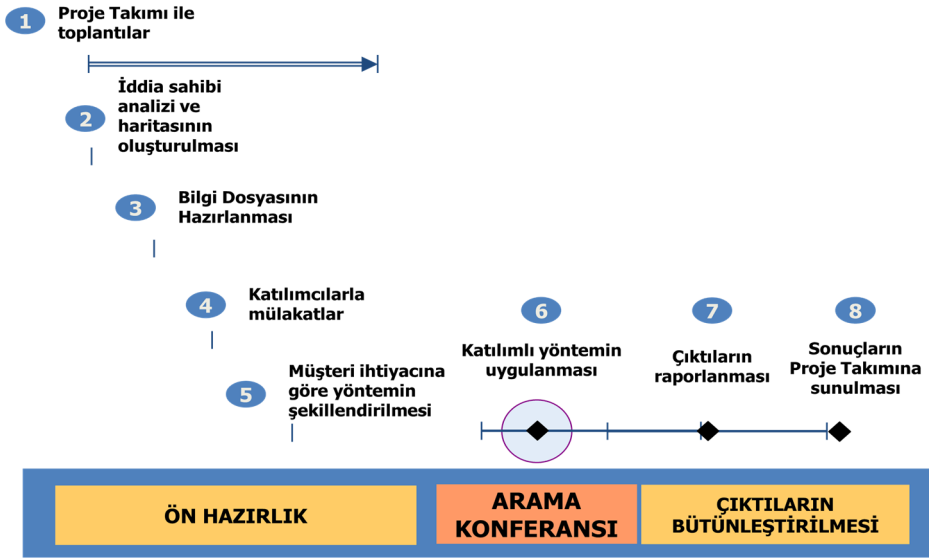 1
Proje Takımı ile
toplantılar
2
İddia sahibi
analizi ve
haritasının
oluşturulması
3
Bilgi Dosyasının
Hazırlanması
4
Katılımcılarla
mülakatlar
5
Müşteri ihtiyacına
göre yöntemin
şekillendirilmesi
6
Katılımlı yöntemin
uygulanması
7
Çıktıların
raporlanması
8
Sonuçların
Proje Takımına
sunulması
ÖN HAZIRLIK
ARAMA
KONFERANSI
ÇIKTILARIN
BÜTÜNLEŞTİRİLMESİ